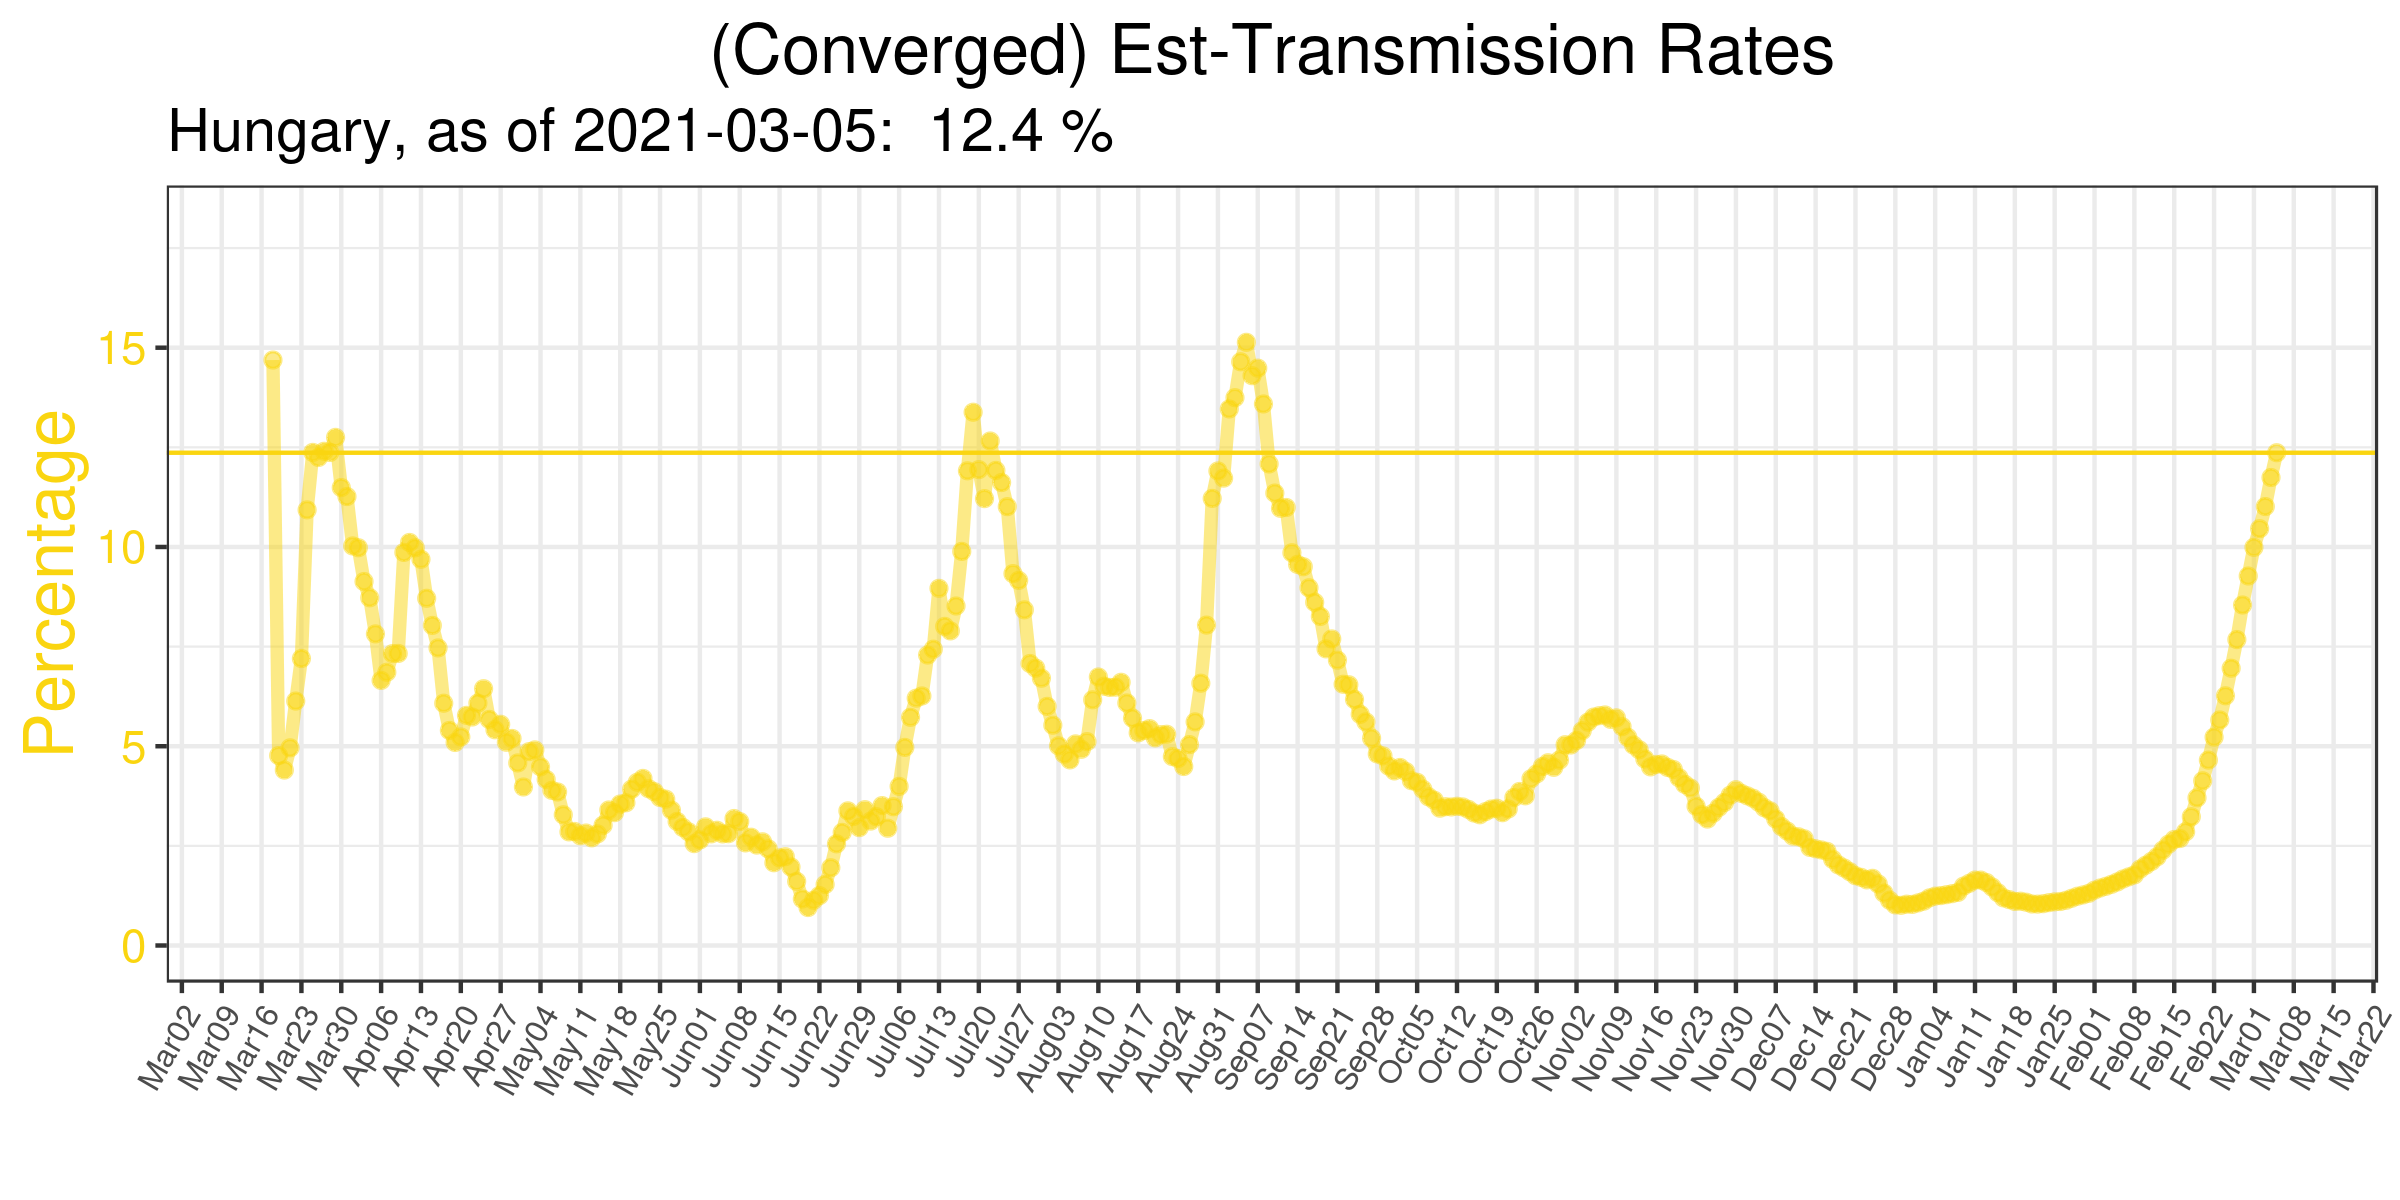 (Converged) Est-Transmission Rates
Hungary, as of 2021-03-05:  12.4 %
Percentage
15
10
5
0
Mar02
Mar09
Mar16
Mar23
Mar30
Apr06
Apr13
Apr20
Apr27
May04
May11
May18
May25
Jun01
Jun08
Jun15
Jun22
Jun29
Jul06
Jul13
Jul20
Jul27
Aug03
Aug10
Aug17
Aug24
Aug31
Sep07
Sep14
Sep21
Sep28
Oct05
Oct12
Oct19
Oct26
Nov02
Nov09
Nov16
Nov23
Nov30
Dec07
Dec14
Dec21
Dec28
Jan04
Jan11
Jan18
Jan25
Feb01
Feb08
Feb15
Feb22
Mar01
Mar08
Mar15
Mar22